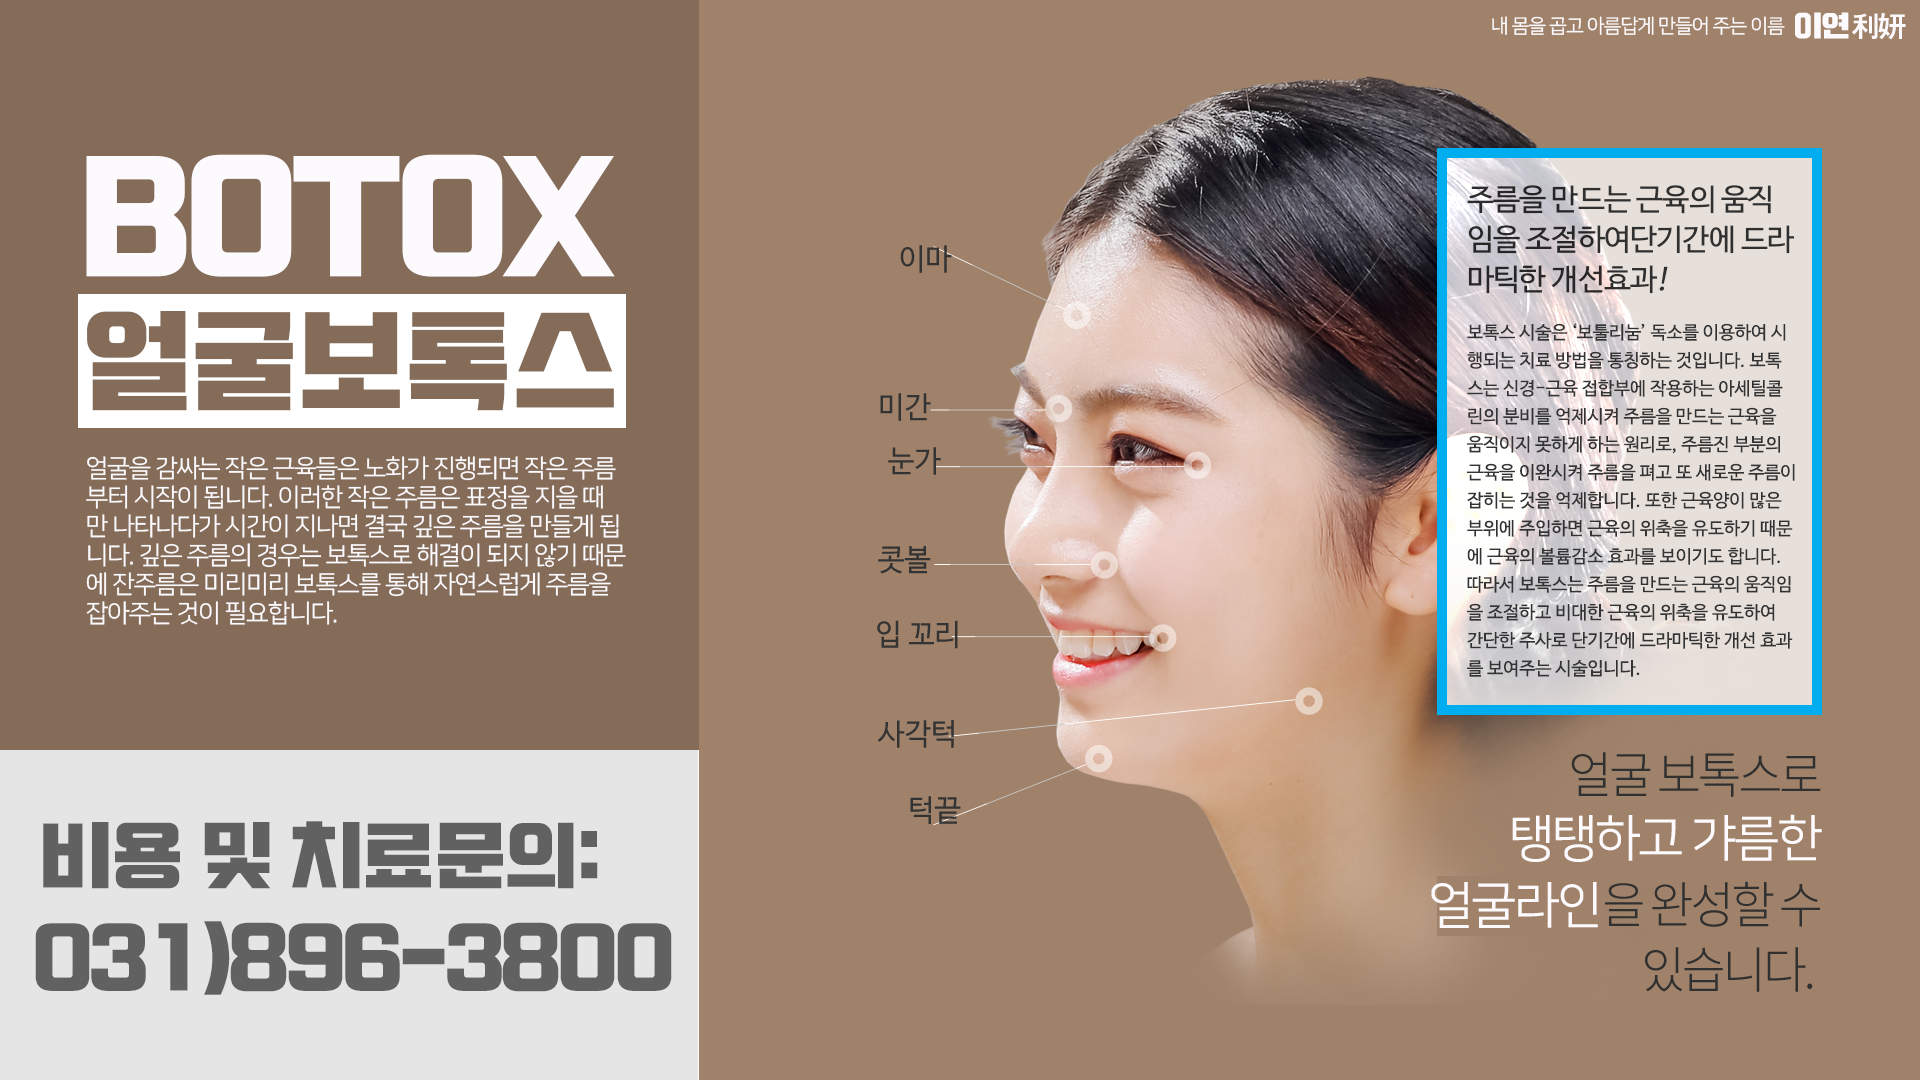 내 몸을 곱고 아름답게 만들어 주는 이름 이연利妍
BOTOX
얼굴보톡스
얼굴을 감싸는 작은 근육들은 노화가 진행되면 작은 주름
부터 시작이 됩니다. 이러한 작은 주름은 표정을 지을 때
만 나타나다가 시간이 지나면 결국 깊은 주름을 만들게 됩
니다. 깊은 주름의 경우는 보톡스로 해결이 되지 않기 때문
에 잔주름은 미리미리 보톡스를 통해 자연스럽게 주름을
잡아주는 것이 필요합니다.
비용 및 치료문의:
031)896-3800
이마
미간
눈가
콧볼
입 꼬리
사각턱
턱끝
주름을 만드는 근육의 움직
임을 조절하여단기간에 드라
마틱한 개선효과!
보톡스 시술은 ‘보툴리눔’ 독소를 이용하여 시
행되는 치료 방법을 통칭하는 것입니다. 보톡
스는 신경-근육 접합부에 작용하는 아세틸콜
린의 분비를 억제시켜 주름을 만드는 근육을
움직이지 못하게 하는 원리로, 주름진 부분의
근육을 이완시켜 주름을 펴고 또 새로운 주름이
잡히는 것을 억제합니다. 또한 근육양이 많은
부위에 주입하면 근육의 위축을 유도하기 때문
에 근육의 볼륨감소 효과를 보이기도 합니다.
따라서 보톡스는 주름을 만드는 근육의 움직임
을 조절하고 비대한 근육의 위축을 유도하여
간단한 주사로 단기간에 드라마틱한 개선 효과
를 보여주는 시술입니다.
얼굴 보톡스로
탱탱하고 갸름한
얼굴라인을 완성할 수
있습니다.